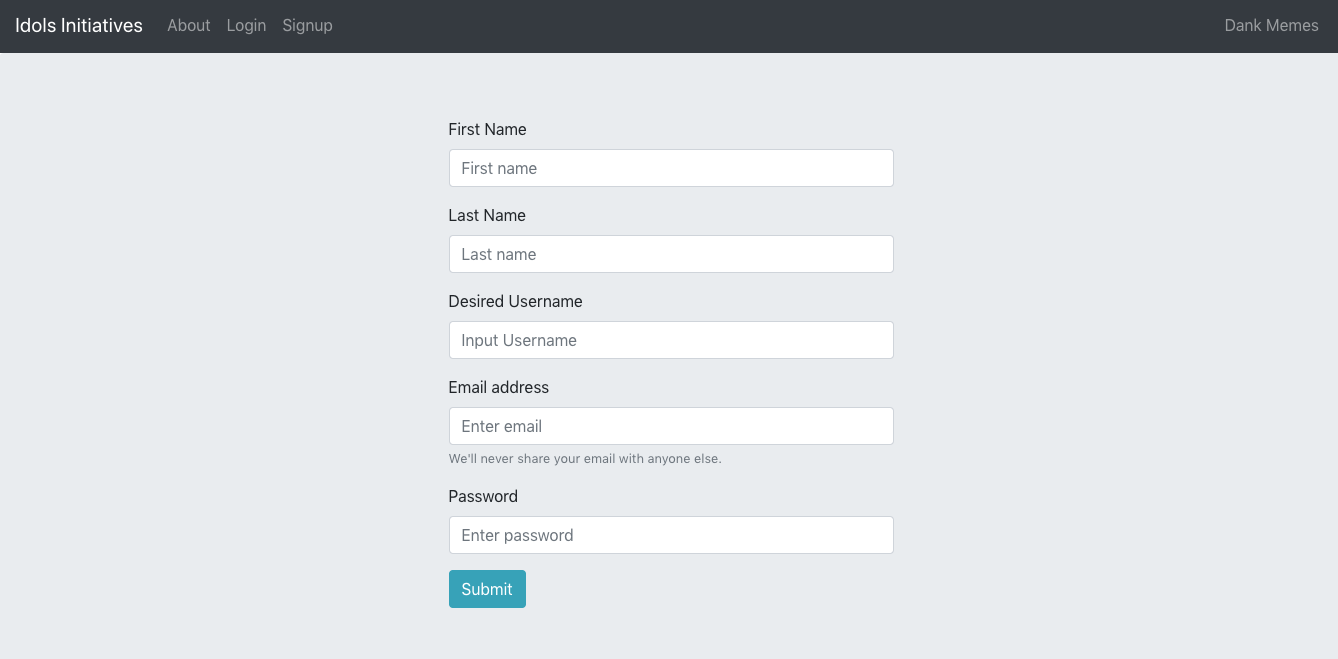 Idols Initiatives About Login Signup Dank Memes
First Name
First name
Last Name
Last name
Desired Username
Input Username
Email address
Enter email
We'll never share your email with anyone else.
Password
Enter password
Submit